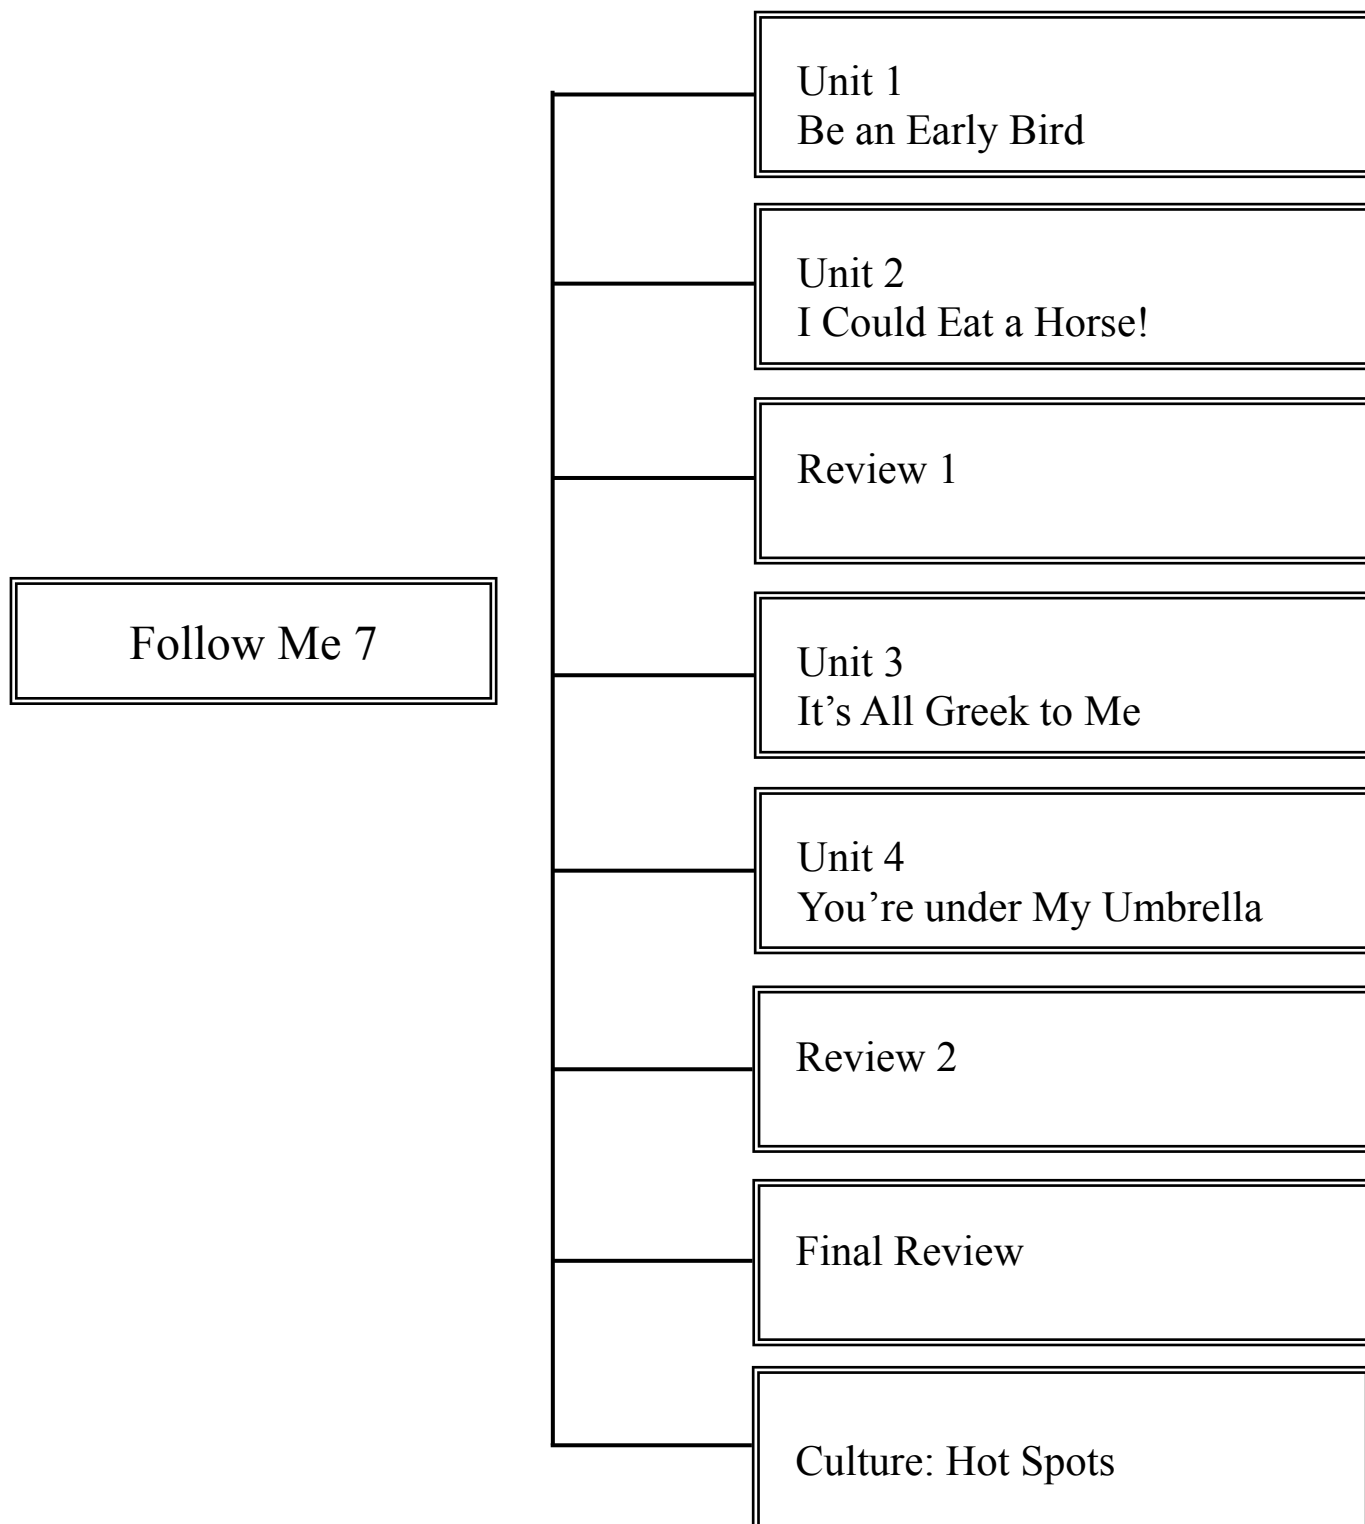 Follow Me 7
Unit 1
Be an Early Bird
Unit 2
I Could Eat a Horse!
Review 1
Unit 3
It’s All Greek to Me
Unit 4
You’re under My Umbrella
Review 2
Final Review
Culture: Hot Spots